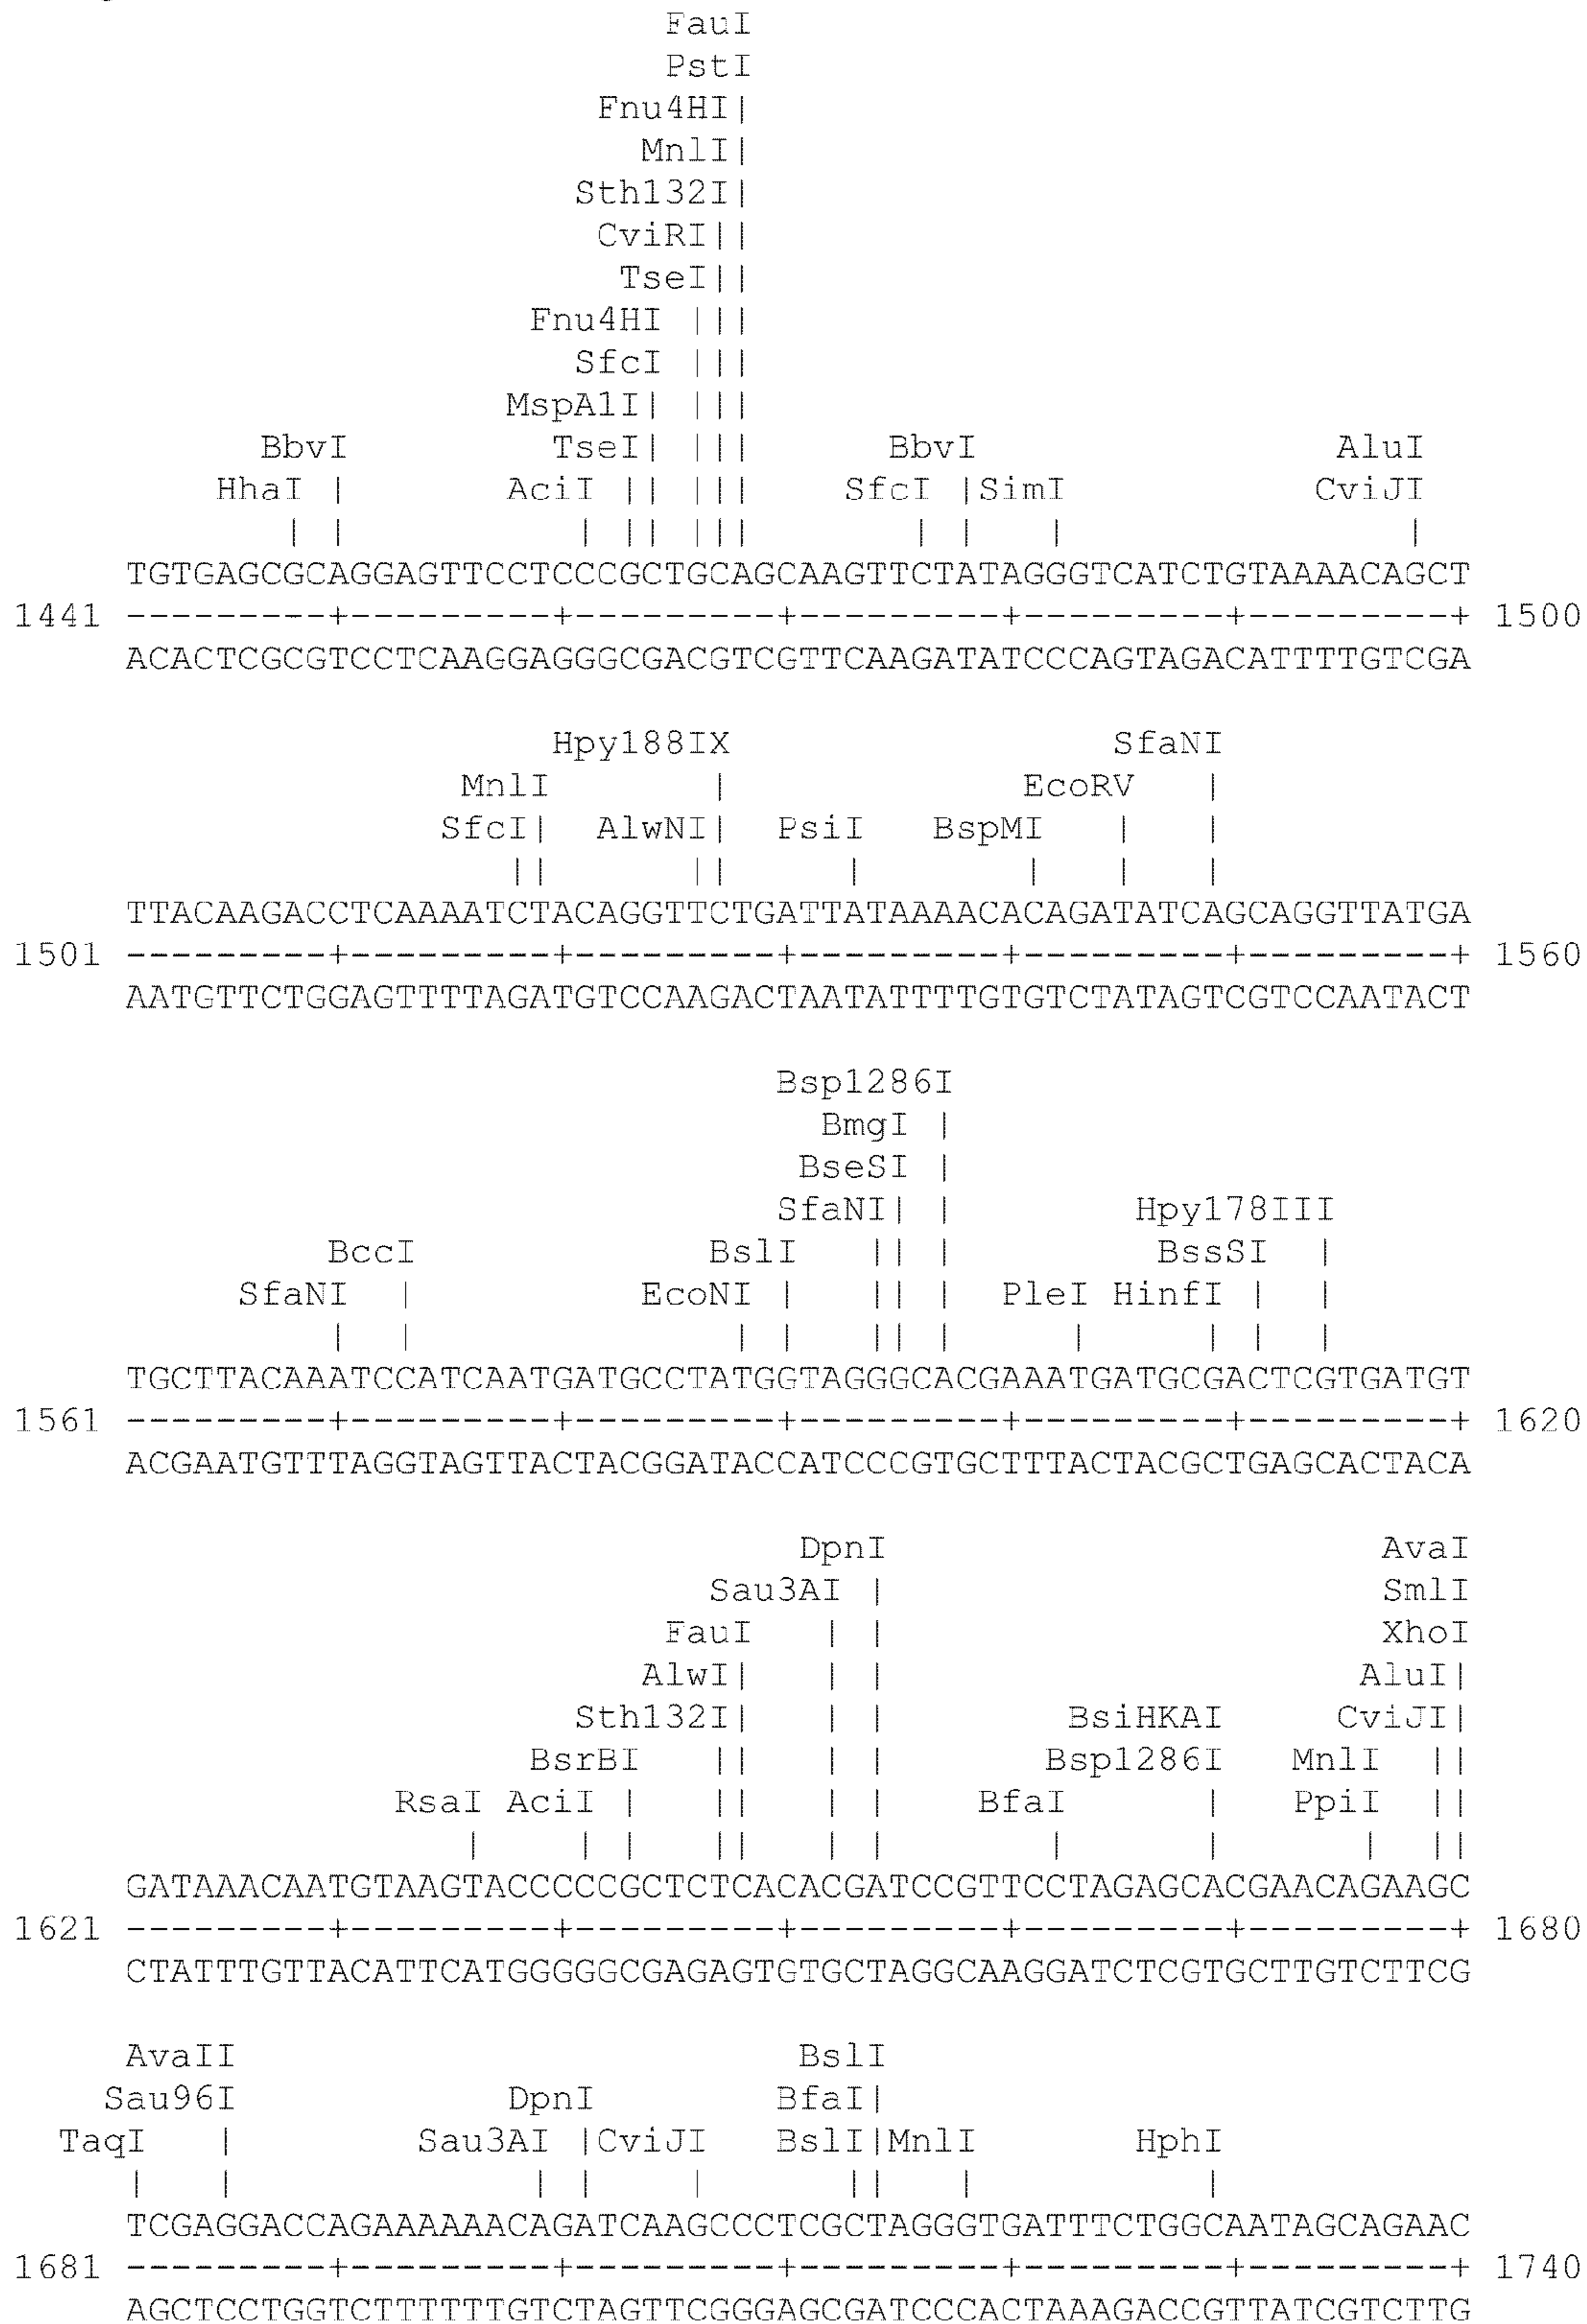 FauI
PstI
Fnu4HI|
MnlI|
Sth132I|
CviRI||
TseI||
Fnu4HI |||
SfcI |||
MspA1I| |||
BbvI TseI| ||| BbvI AluI
HhaI | AciI || ||| SfcI |SimI CviJI
| | | || ||| | | | |
TGTGAGCGCAGGAGTTCCTCCCGCTGCAGCAAGTTCTATAGGGTCATCTGTAAAACAGCT
1441 ---------+---------+---------+---------+---------+---------+ 1500
ACACTCGCGTCCTCAAGGAGGGCGACGTCGTTCAAGATATCCCAGTAGACATTTTGTCGA
Hpy188IX SfaNI
MnlI | EcoRV |
SfcI| AlwNI| PsiI BspMI | |
|| || | | | |
TTACAAGACCTCAAAATCTACAGGTTCTGATTATAAAACACAGATATCAGCAGGTTATGA
1501 ---------+---------+---------+---------+---------+---------+ 1560
AATGTTCTGGAGTTTTAGATGTCCAAGACTAATATTTTGTGTCTATAGTCGTCCAATACT
Bsp1286I
BmgI |
BseSI |
SfaNI| | Hpy178III
BccI BslI || | BssSI |
SfaNI | EcoNI | || | PleI HinfI | |
| | | | || | | | | |
TGCTTACAAATCCATCAATGATGCCTATGGTAGGGCACGAAATGATGCGACTCGTGATGT
1561 ---------+---------+---------+---------+---------+---------+ 1620
ACGAATGTTTAGGTAGTTACTACGGATACCATCCCGTGCTTTACTACGCTGAGCACTACA
DpnI AvaI
Sau3AI | SmlI
FauI | | XhoI
AlwI| | | AluI|
Sth132I| | | BsiHKAI CviJI|
BsrBI || | | Bsp1286I MnlI ||
RsaI AciI | || | | BfaI | PpiI ||
| | | || | | | | | ||
GATAAACAATGTAAGTACCCCCGCTCTCACACGATCCGTTCCTAGAGCACGAACAGAAGC
1621 ---------+---------+---------+---------+---------+---------+ 1680
CTATTTGTTACATTCATGGGGGCGAGAGTGTGCTAGGCAAGGATCTCGTGCTTGTCTTCG
AvaII BslI
Sau96I DpnI BfaI|
TaqI | Sau3AI |CviJI BslI|MnlI HphI
| | | | | || | |
TCGAGGACCAGAAAAAACAGATCAAGCCCTCGCTAGGGTGATTTCTGGCAATAGCAGAAC
1681 ---------+---------+---------+---------+---------+---------+ 1740
AGCTCCTGGTCTTTTTTGTCTAGTTCGGGAGCGATCCCACTAAAGACCGTTATCGTCTTG